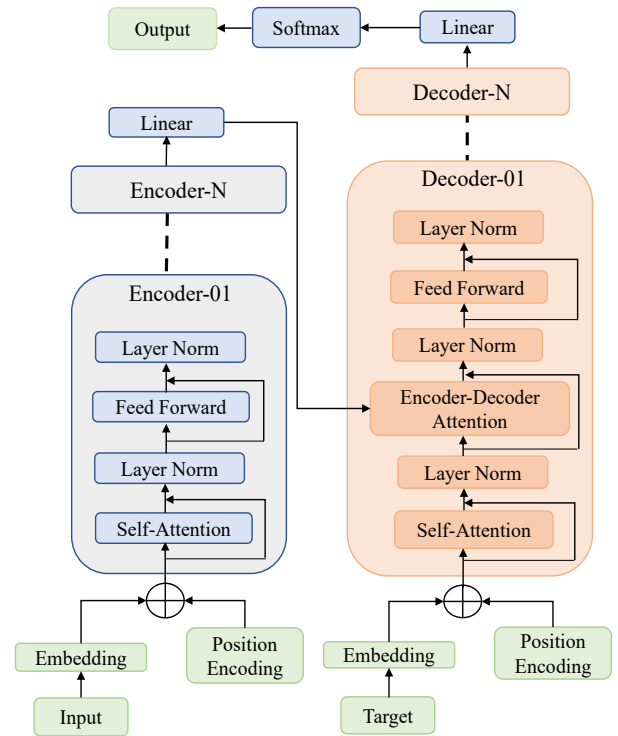 Output
Softmax
Linear
Decoder-N
Linear
Encoder-N
Encoder-01
Layer Norm
Feed Forward
Layer Norm
Self-Attention
Decoder-01
Layer Norm
Feed Forward
Layer Norm
Encoder-Decoder
Attention
Layer Norm
Self-Attention
Embedding
Position
Encoding
Input
Embedding
Position
Encoding
Target